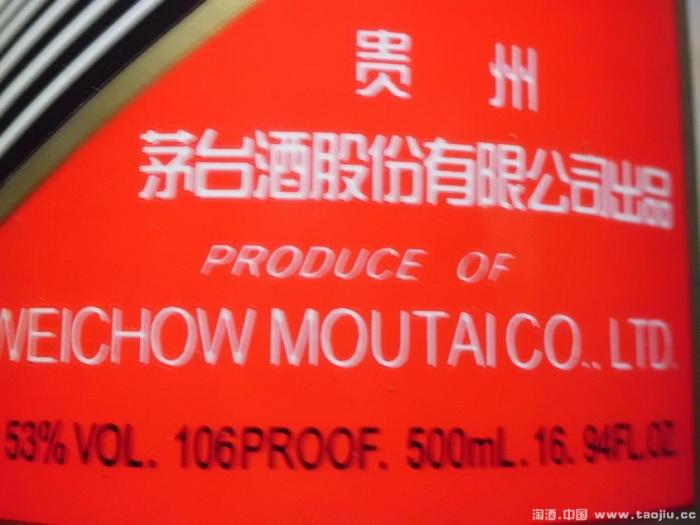 贵州
茅台酒股份有限公司出品
PRODUCE OF
WEICHOW MOUTAI CO., LTD.
53% VOL. 106PROOF. 500mL. 16.94FL.OZ.
淘酒.中国 www.taojiu.cc